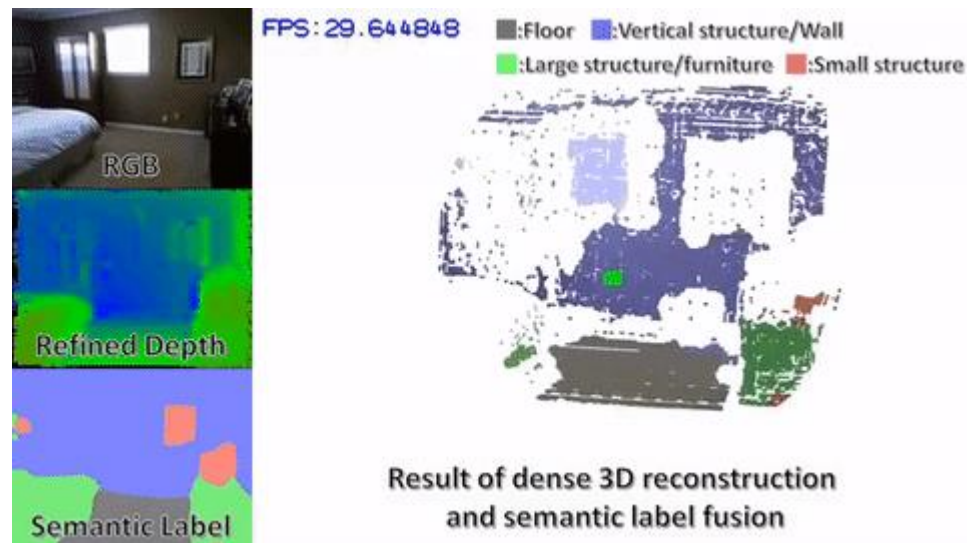 FPS:29.644848
:Floor :Vertical structure/Wall
:Large structure/furniture :Small structure
RGB
Refined Depth
Semantic Label
Result of dense 3D reconstruction
and semantic label fusion